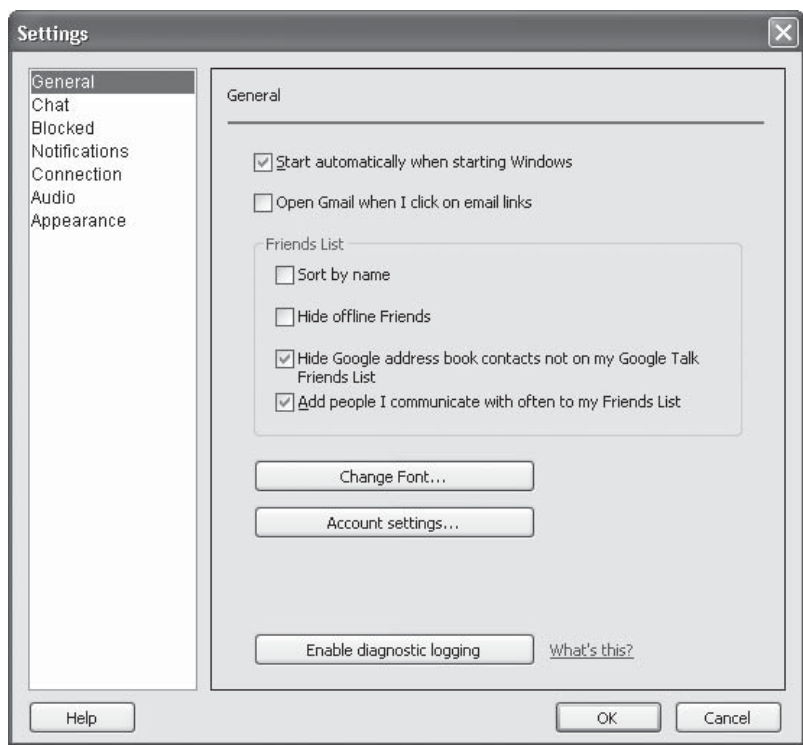 Settings
General
Chat
Blocked
Notifications
Connection
Audio
Appearance
General
Start automatically when starting Windows
Open Gmail when I click on email links
Friends List
Sort by name
Hide offline Friends
Hide Google address book contacts not on my Google Talk
Friends List
Add people I communicate with often to my Friends List
Change Font...
Account settings...
Enable diagnostic logging
What's this?
Help
OK
Cancel